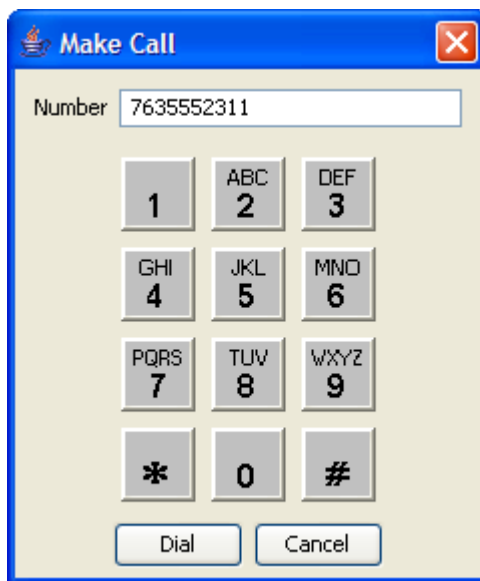 Make Call
Number 7635552311
ABC DEF
1 2 3
GHI JKL MNO
4 5 6
PQRS TUV WXYZ
7 8 9
* 0 #
Dial Cancel